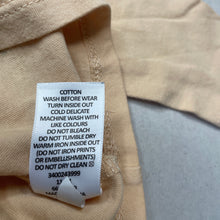 COTTON
WASH BEFORE WEAR
TURN INSIDE OUT
COLD DELICATE
MACHINE WASH WITH
LIKE COLOURS
DO NOT BLEACH
DO NOT TUMBLE DRY
WARM IRON INSIDE OUT
(DO NOT IRON PRINTS
OR EMBELLISHMENTS)
DO NOT DRY CLEAN
3400243999